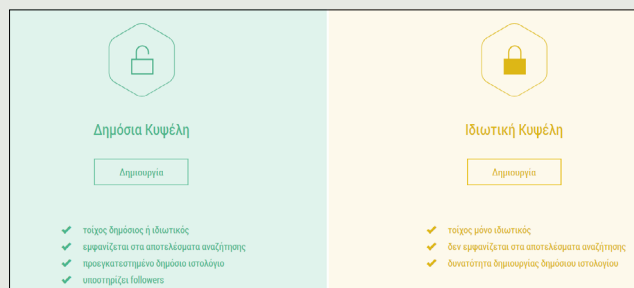 Δημόσια Κυψέλη
Δημιουργία
τοίχος δημόσιος ή ιδιωτικός
εμφανίζεται στα αποτελέσματα αναζήτησης
προεγκατεστημένο δημόσιο ιστολόγιο
υποστηρίζει followers
Ιδιωτική Κυψέλη
Δημιουργία
τοίχος μόνο ιδιωτικός
δεν εμφανίζεται στα αποτελέσματα αναζήτησης
δυνατότητα δημιουργίας δημόσιου ιστολογίου